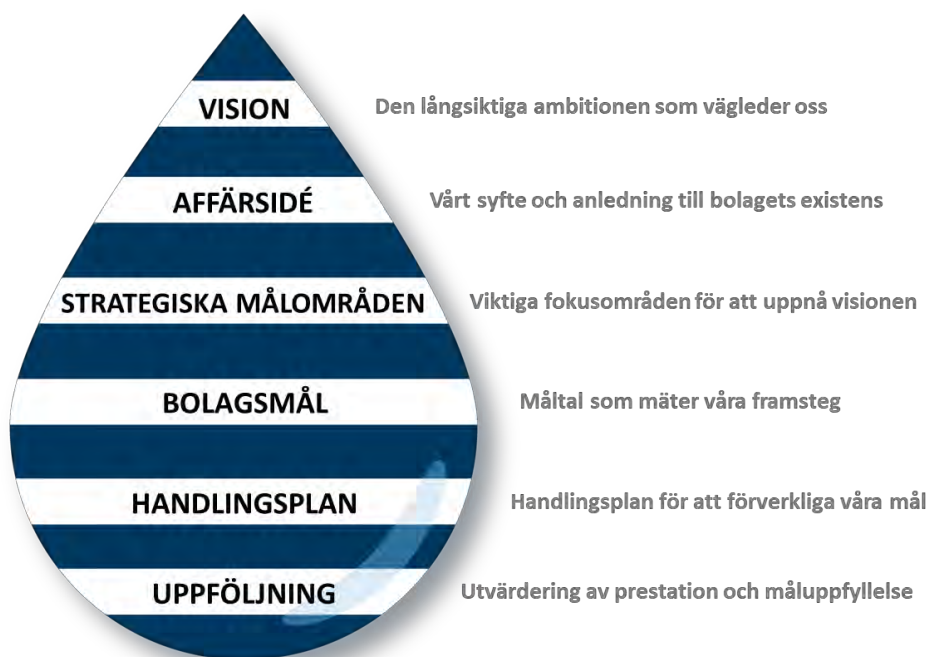 VISION Den långsiktiga ambitionen som vägleder oss
AFFÄRSIDÉ Vårt syfte och anledning till bolagets existens
STRATEGISKA MÅLOMRÅDEN Viktiga fokusområden för att uppnå visionen
BOLAGSMÅL Måltal som mäter våra framsteg
HANDLINGSPLAN Handlingsplan för att förverkliga våra mål
UPPFÖLJNING Utvärdering av prestation och måluppfyllelse